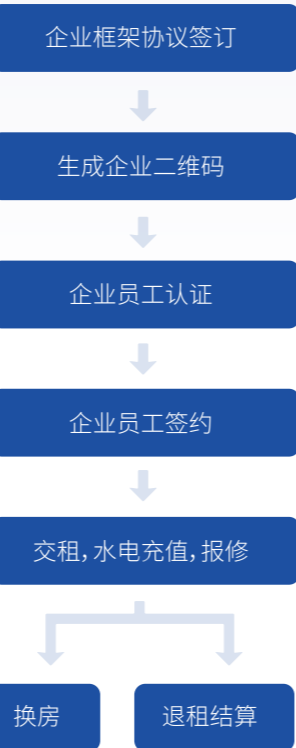 企业框架协议签订
生成企业二维码
企业员工认证
企业员工签约
交租,水电充值,报修
换房
退租结算